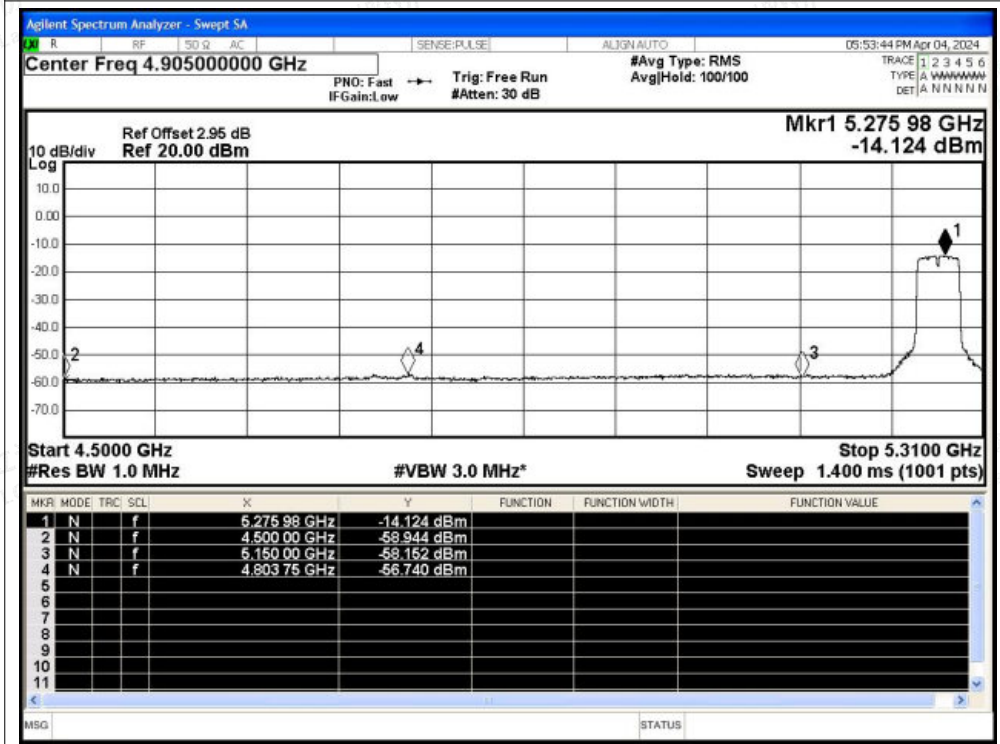 Agilent Spectrum Analyzer - Swept SA
LXI R RF 50 Ω AC SENSE:PULSE ALIGN AUTO 05:53:44 PM Apr 04, 2024
Center Freq 4.905000000 GHz #Avg Type: RMS TRACE 1 2 3 4 5 6
PNO: Fast Trig: Free Run Avg|Hold: 100/100 TYPE A WWWWW
IFGain:Low #Atten: 30 dB DET A N N N N N
Mkr1 5.275 98 GHz
Ref Offset 2.95 dB
10 dB/div Ref 20.00 dBm -14.124 dBm
Log
10.0
0.00
1
-10.0
-20.0
-30.0
-40.0
-50.0 2 4 3
-60.0
-70.0
Start 4.5000 GHz Stop 5.3100 GHz
#Res BW 1.0 MHz #VBW 3.0 MHz* Sweep 1.400 ms (1001 pts)
MKR MODE TRC SCL X Y FUNCTION FUNCTION WIDTH FUNCTION VALUE
1 N f 5.275 98 GHz -14.124 dBm
2 N f 4.500 00 GHz -58.944 dBm
3 N f 5.150 00 GHz -58.152 dBm
4 N f 4.803 75 GHz -56.740 dBm
5
6
7
8
9
10
11
MSG STATUS